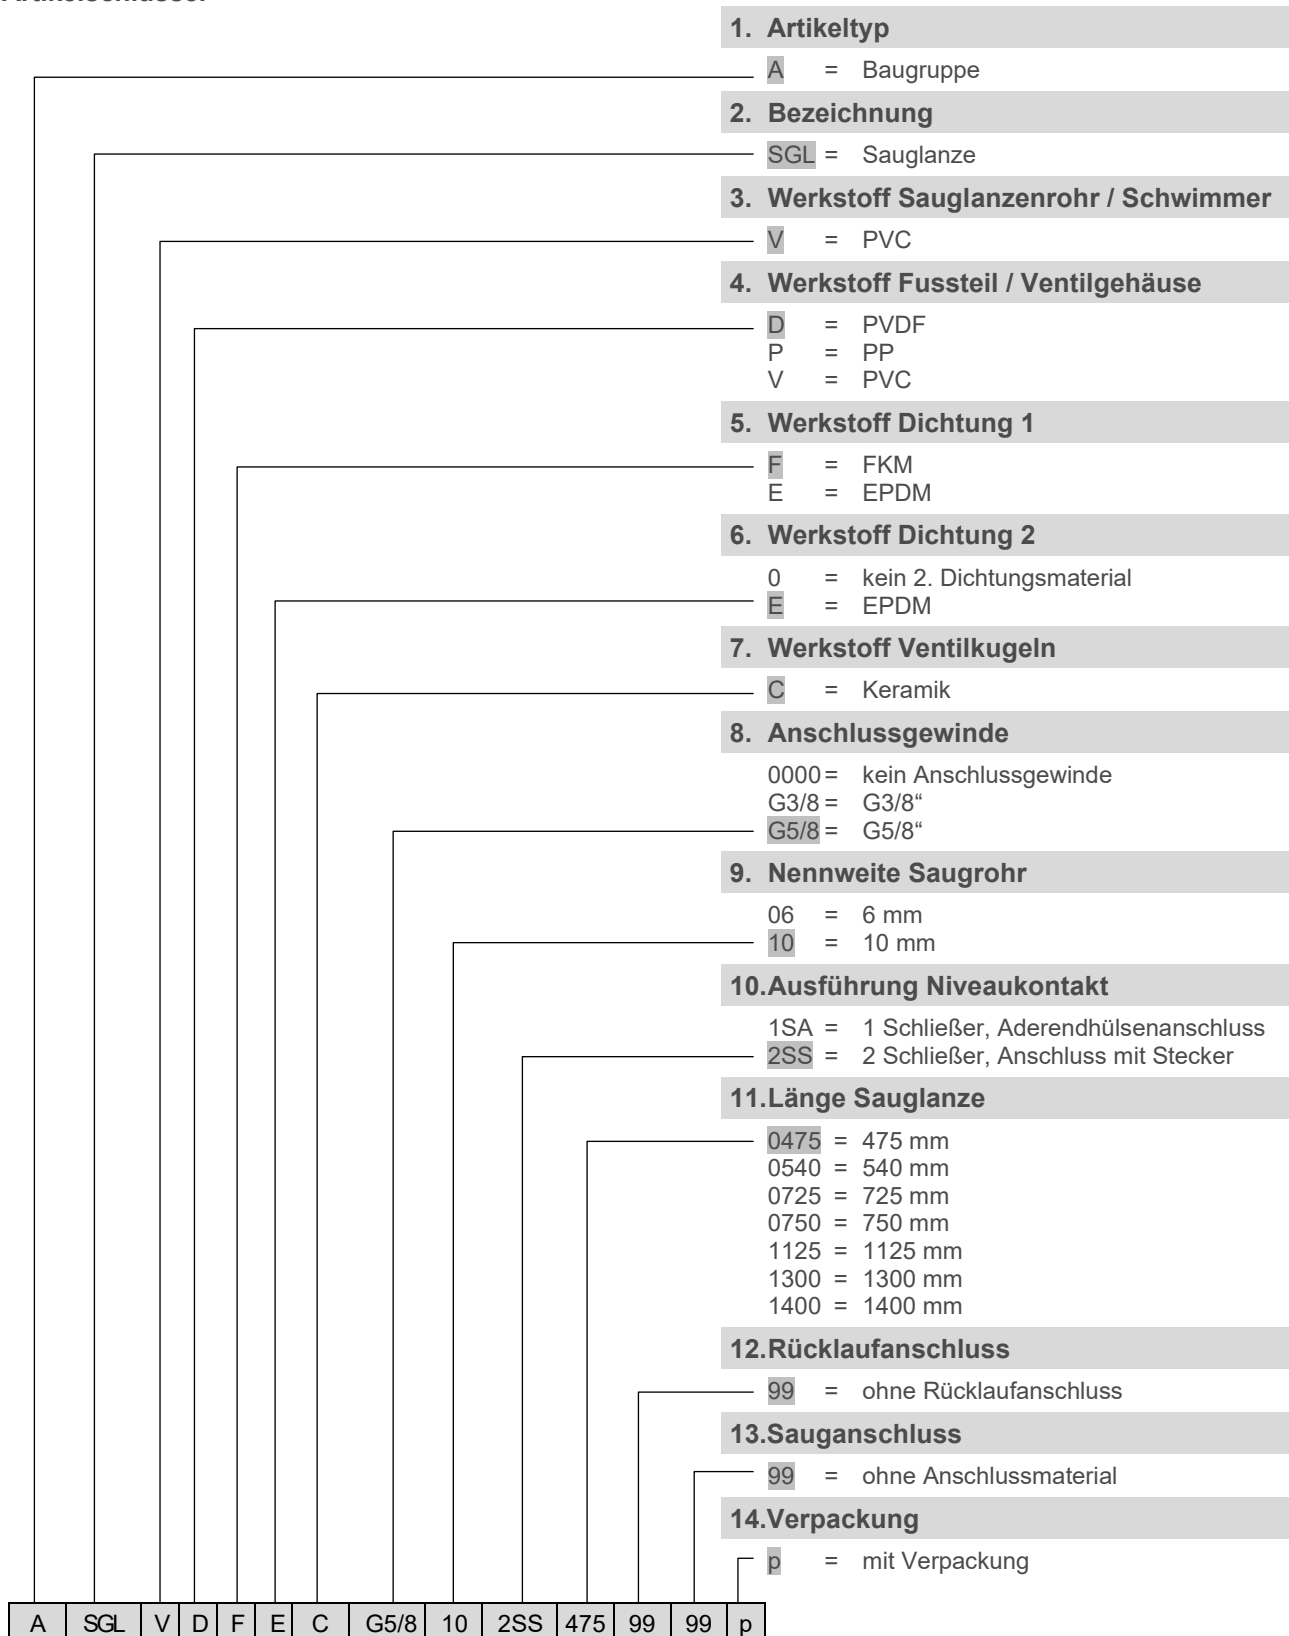 1. Artikeltyp
A = Baugruppe
2. Bezeichnung
SGL = Sauglanze
3. Werkstoff Sauglanzenrohr / Schwimmer
V = PVC
4. Werkstoff Fussteil / Ventilgehäuse
D = PVDF
P = PP
V = PVC
5. Werkstoff Dichtung 1
F = FKM
E = EPDM
6. Werkstoff Dichtung 2
0 = kein 2. Dichtungsmaterial
E = EPDM
7. Werkstoff Ventilkugeln
C = Keramik
8. Anschlussgewinde
0000 = kein Anschlussgewinde
G3/8 = G3/8“
G5/8 = G5/8“
9. Nennweite Saugrohr
06 = 6 mm
10 = 10 mm
10.Ausführung Niveaukontakt
1SA = 1 Schließer, Aderendhülsenanschluss
2SS = 2 Schließer, Anschluss mit Stecker
11.Länge Sauglanze
0475 = 475 mm
0540 = 540 mm
0725 = 725 mm
0750 = 750 mm
1125 = 1125 mm
1300 = 1300 mm
1400 = 1400 mm
12.Rücklaufanschluss
99 = ohne Rücklaufanschluss
13.Sauganschluss
99 = ohne Anschlussmaterial
14.Verpackung
p = mit Verpackung
A SGL V D F E C G5/8 10 2SS 475 99 99 p